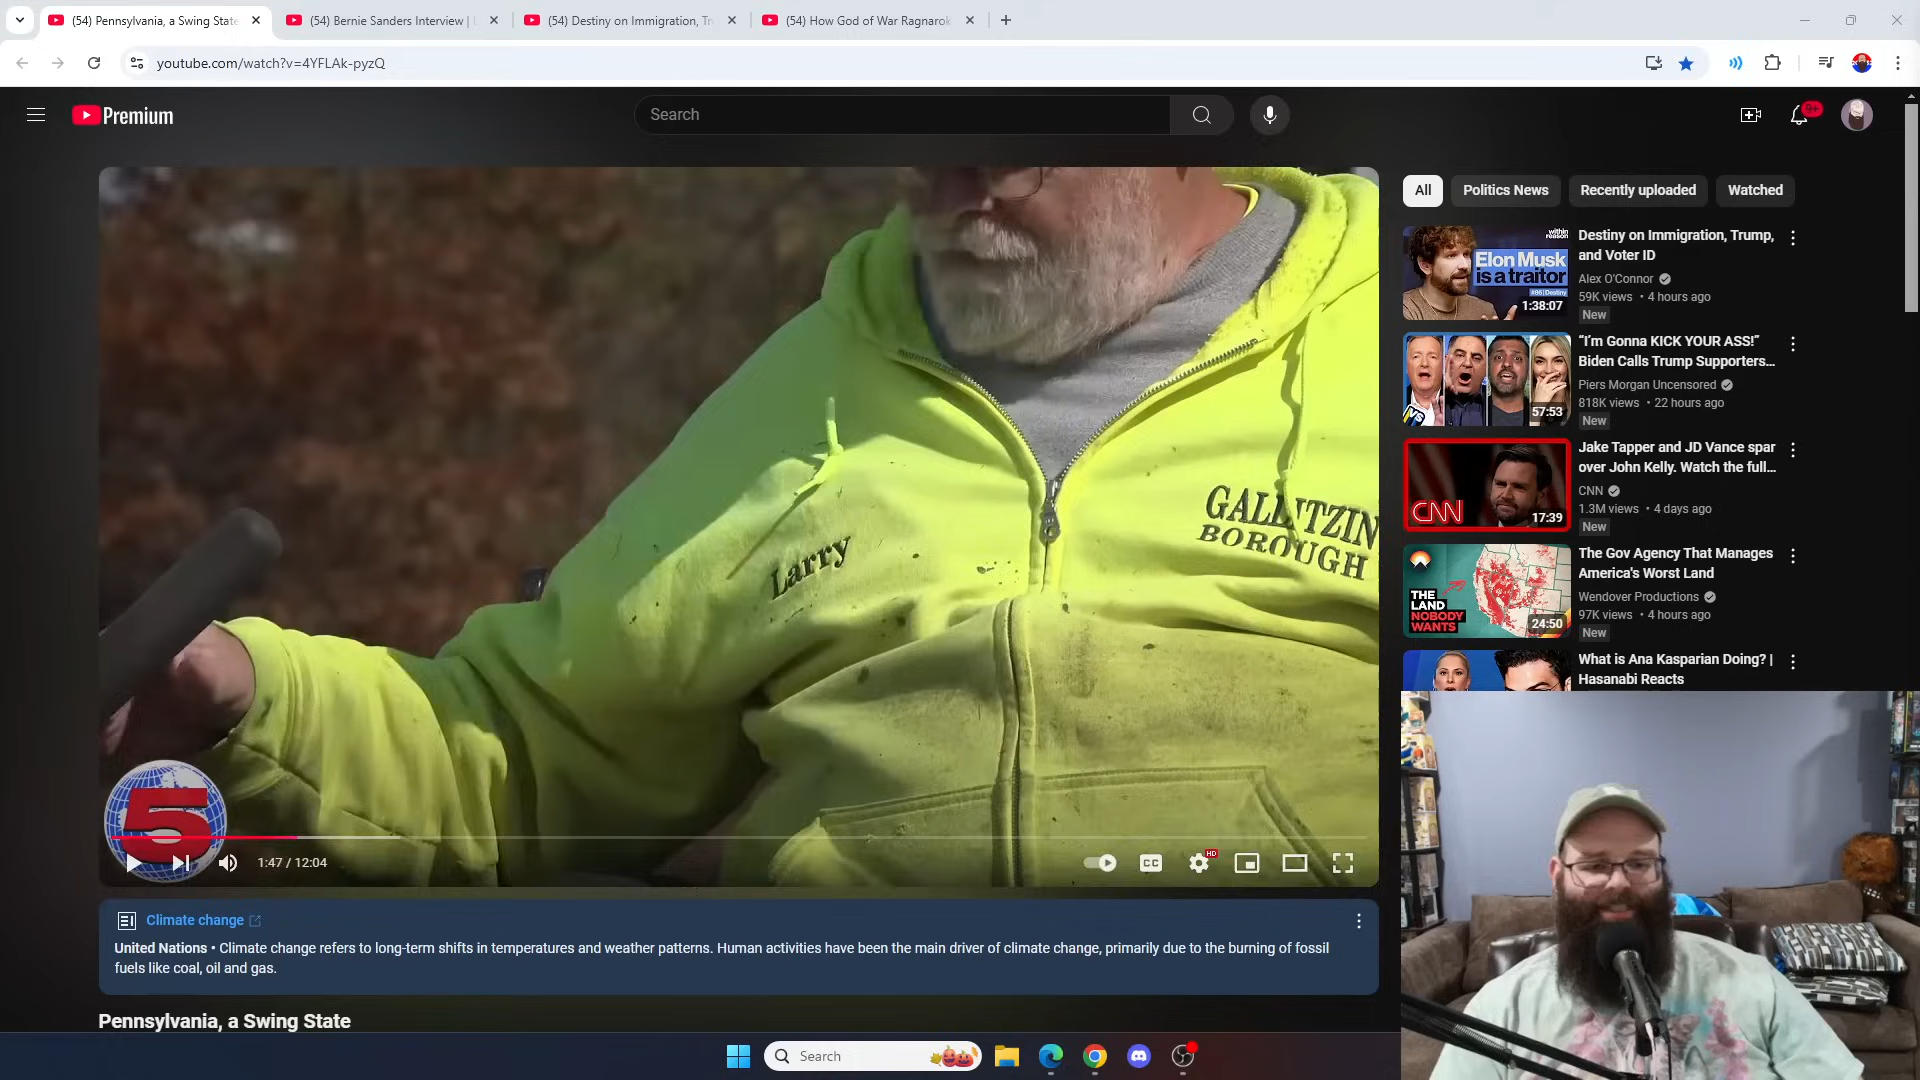 (54) Pennsylvania, a Swing State
(54) Bernie Sanders Interview |
(54) Destiny on Immigration, Tr
(54) How God of War Ragnarok
youtube.com/watch?v=4YFLAk-pyzQ
Premium
Search
9+
All
Politics News
Recently uploaded
Watched
within reason
Elon Musk
is a traitor
#86|Destiny
1:38:07
Destiny on Immigration, Trump,
and Voter ID
Alex O'Connor
59K views • 4 hours ago
New
57:53
“I’m Gonna KICK YOUR ASS!”
Biden Calls Trump Supporters...
Piers Morgan Uncensored
818K views • 22 hours ago
New
CNN
17:39
Jake Tapper and JD Vance spar
over John Kelly. Watch the full...
CNN
1.3M views • 4 days ago
New
THE
LAND
NOBODY
WANTS
24:50
The Gov Agency That Manages
America's Worst Land
Wendover Productions
97K views • 4 hours ago
New
What is Ana Kasparian Doing? |
Hasanabi Reacts
Larry
GALLITZIN
BOROUGH
5
1:47 / 12:04
CC
HD
Climate change
United Nations • Climate change refers to long-term shifts in temperatures and weather patterns. Human activities have been the main driver of climate change, primarily due to the burning of fossil
fuels like coal, oil and gas.
Pennsylvania, a Swing State
Search